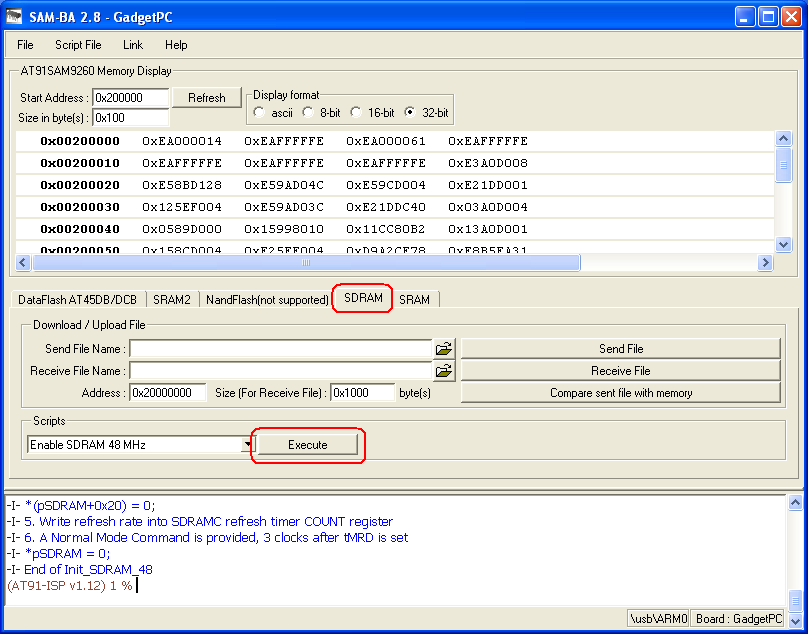 SAM-BA 2.8 - GadgetPC
File Script File Link Help
AT91SAM9260 Memory Display
Start Address : 0x200000 Refresh
Size in byte(s) : 0x100
Display format
ascii 8-bit 16-bit 32-bit
0x00200000 0xEA000014 0xEAFFFFFE 0xEA000061 0xEAFFFFFE
0x00200010 0xEAFFFFFE 0xEAFFFFFE 0xEAFFFFFE 0xE3A0D008
0x00200020 0xE58BD128 0xE59AD04C 0xE59CD004 0xE21DD001
0x00200030 0x125EF004 0xE59AD03C 0xE21DDC40 0x03A0D004
0x00200040 0x0589D000 0x15998010 0x11CC80B2 0x13A0D001
0x00200050 0x158CD004 0xE25EF004 0xD9A2CE78 0xE8B5EA31
DataFlash AT45DB/DCB SRAM2 NandFlash(not supported) SDRAM SRAM
Download / Upload File
Send File Name : Send File
Receive File Name : Receive File
Address : 0x20000000 Size (For Receive File) : 0x1000 byte(s) Compare sent file with memory
Scripts
Enable SDRAM 48 MHz Execute
-I- *(pSDRAM+0x20) = 0;
-I- 5. Write refresh rate into SDRAMC refresh timer COUNT register
-I- 6. A Normal Mode Command is provided, 3 clocks after tMRD is set
-I- *pSDRAM = 0;
-I- End of Init_SDRAM_48
(AT91-ISP v1.12) 1 %
\usb\ARM0 Board : GadgetPC